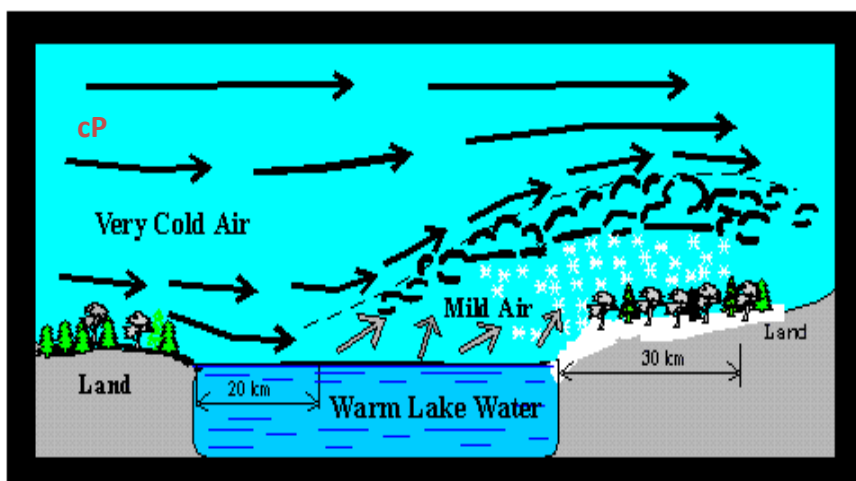 cP
Very Cold Air
Mild Air
Land
Land
30 km
20 km
Warm Lake Water